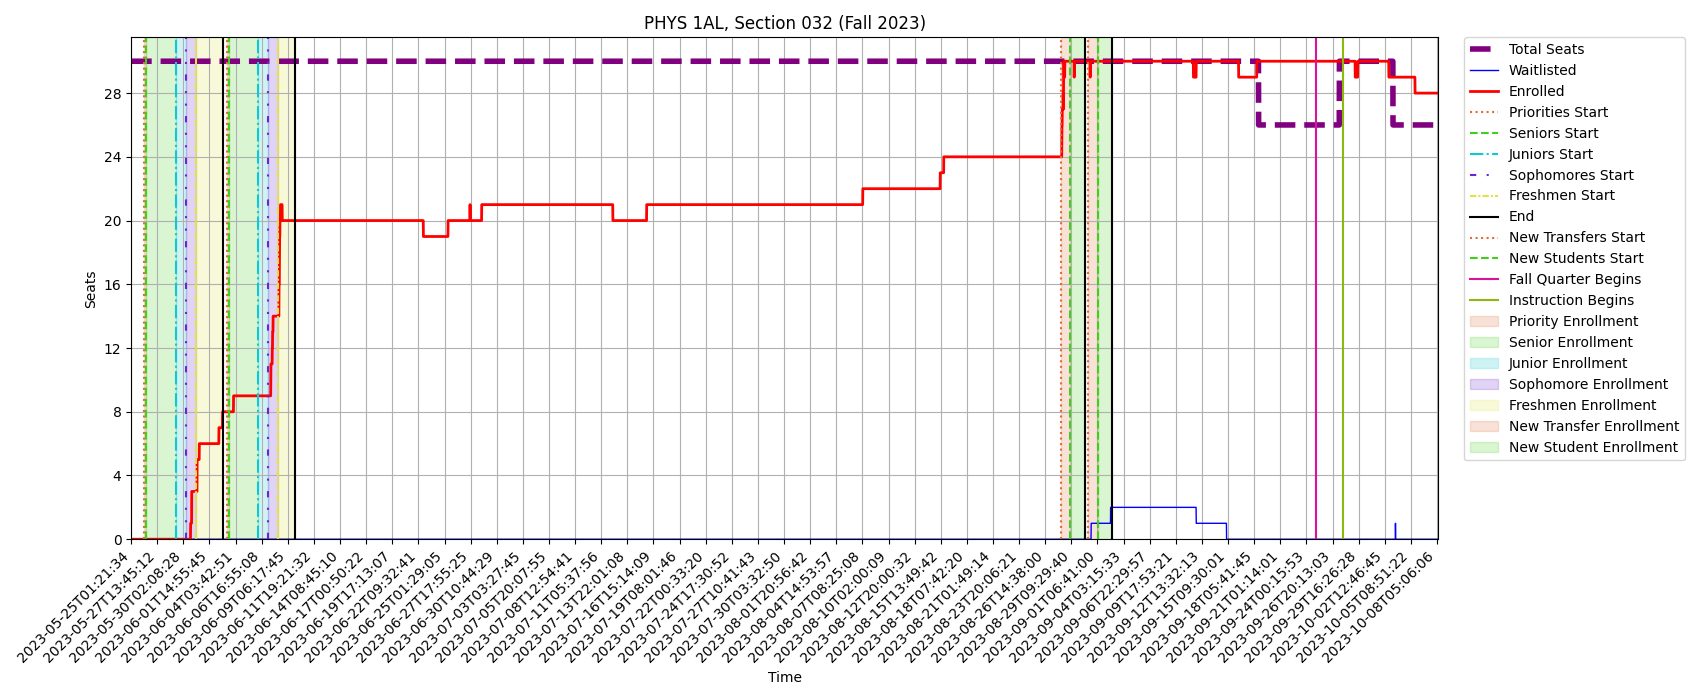 PHYS 1AL, Section 032 (Fall 2023)
Seats
28
24
20
16
12
8
4
0
2023-05-25T01:21:34
2023-05-27T13:45:12
2023-05-30T02:08:28
2023-06-01T14:55:45
2023-06-04T03:42:51
2023-06-06T16:55:08
2023-06-09T06:17:45
2023-06-11T19:21:32
2023-06-14T08:45:10
2023-06-17T00:50:22
2023-06-19T17:13:07
2023-06-22T09:32:41
2023-06-25T01:29:05
2023-06-27T17:55:25
2023-06-30T10:44:29
2023-07-03T03:27:45
2023-07-05T20:07:55
2023-07-08T12:54:41
2023-07-11T05:37:56
2023-07-13T22:01:08
2023-07-16T15:14:09
2023-07-19T08:01:46
2023-07-22T00:33:20
2023-07-24T17:30:52
2023-07-27T10:41:43
2023-07-30T03:32:50
2023-08-01T20:56:42
2023-08-04T14:53:57
2023-08-07T08:25:08
2023-08-10T02:00:09
2023-08-12T20:00:32
2023-08-15T13:49:42
2023-08-18T07:42:20
2023-08-21T01:49:14
2023-08-23T20:06:21
2023-08-26T14:38:00
2023-08-29T09:29:40
2023-09-01T06:41:00
2023-09-04T03:15:33
2023-09-06T22:29:57
2023-09-09T17:53:21
2023-09-12T13:32:13
2023-09-15T09:30:01
2023-09-18T05:41:45
2023-09-21T01:14:01
2023-09-24T00:15:53
2023-09-26T20:13:03
2023-09-29T16:26:28
2023-10-02T12:46:45
2023-10-05T08:51:22
2023-10-08T05:06:06
Time
Total Seats
Waitlisted
Enrolled
Priorities Start
Seniors Start
Juniors Start
Sophomores Start
Freshmen Start
End
New Transfers Start
New Students Start
Fall Quarter Begins
Instruction Begins
Priority Enrollment
Senior Enrollment
Junior Enrollment
Sophomore Enrollment
Freshmen Enrollment
New Transfer Enrollment
New Student Enrollment